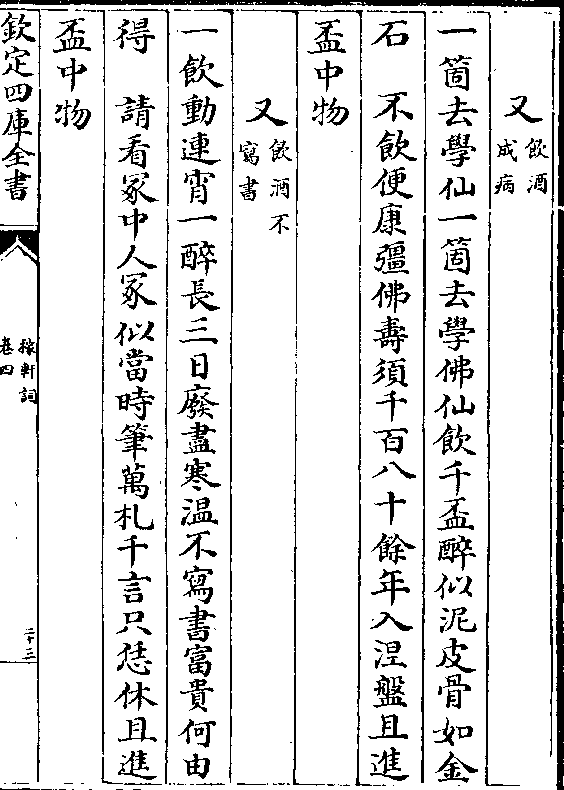 又飲酒成病
一箇去學仙一箇去學佛仙飲千盃醉似泥皮骨如金
石　不飲便康彊佛壽須千百八十餘年入涅盤且進
盃中物
又飲酒不寫書
一飲動連宵一醉長三日廢盡寒温不寫書富貴何由
得　請看冢中人冢似當時筆萬札千言只恁休且進
盃中物
欽定四庫全書
稼軒詞
卷四
二十三